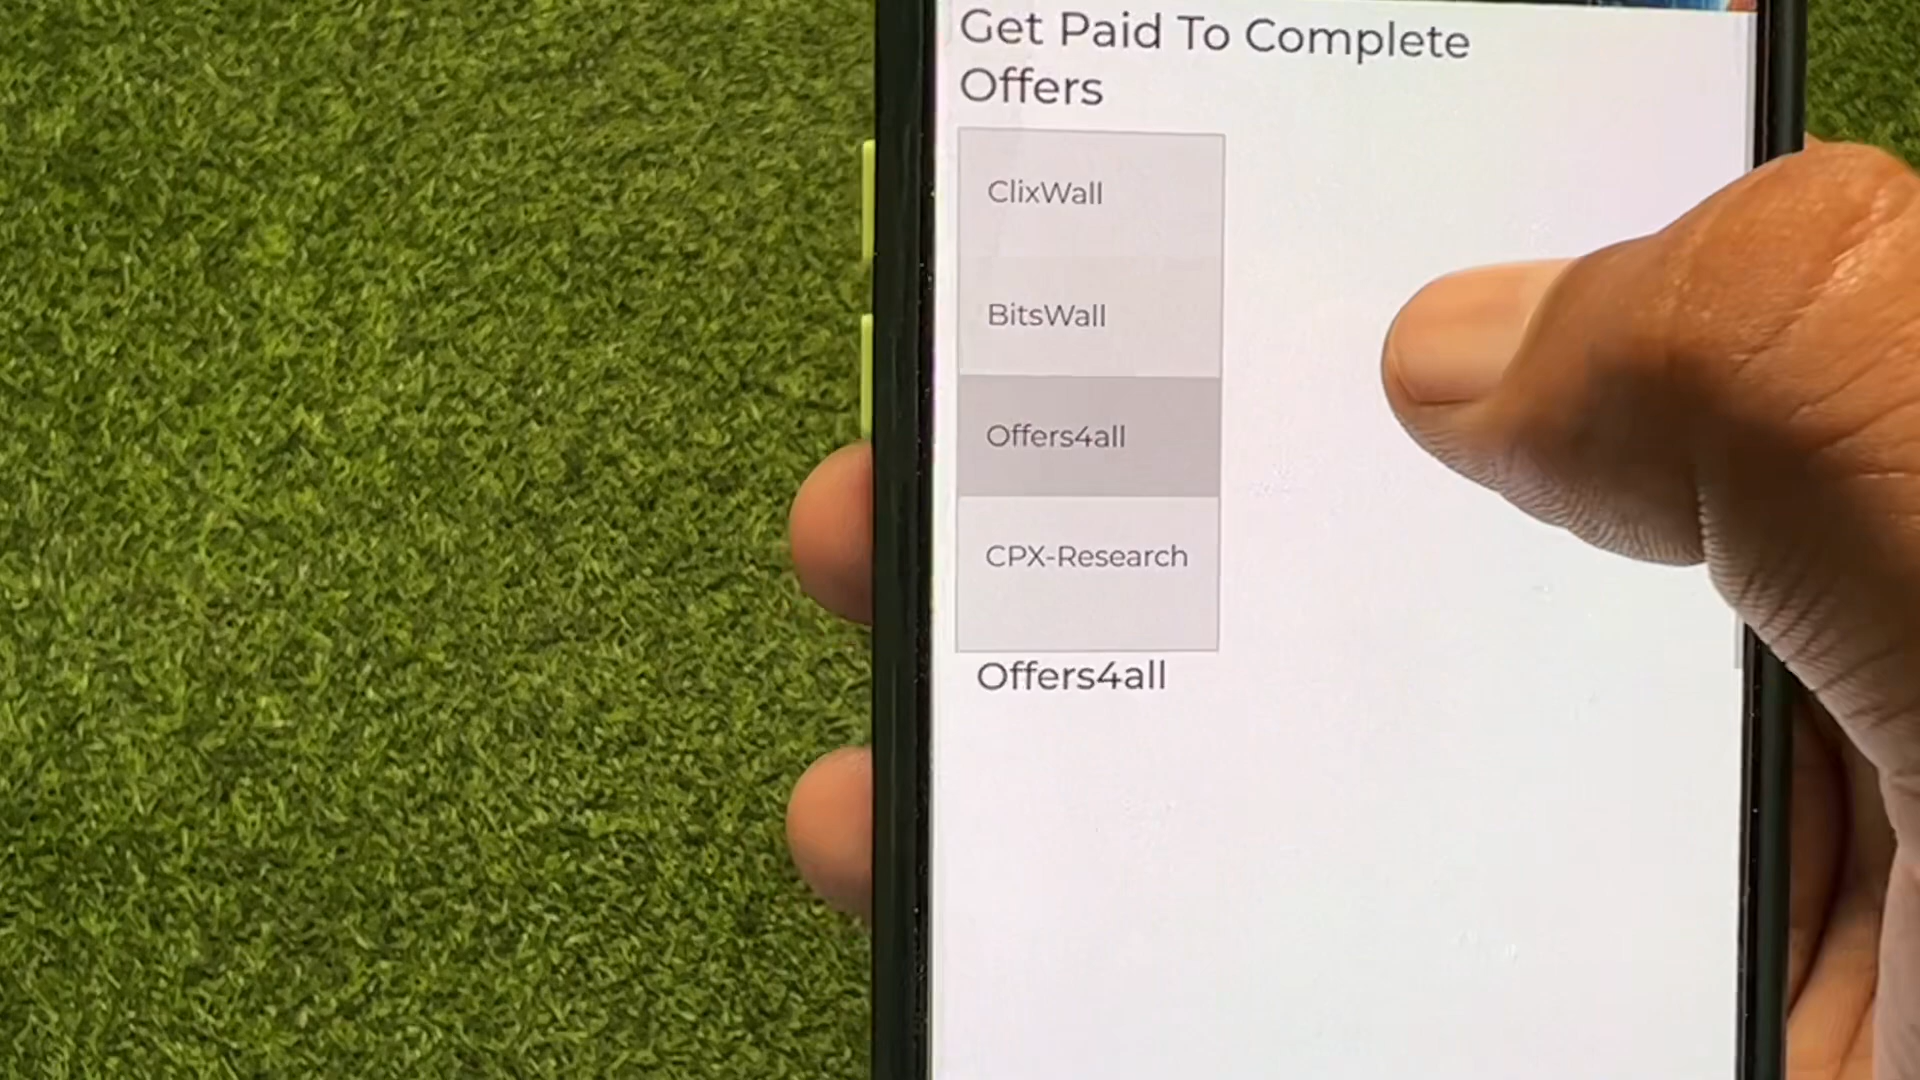 Get Paid To Complete
Offers
ClixWall
BitsWall
Offers4all
CPX-Research
Offers4all